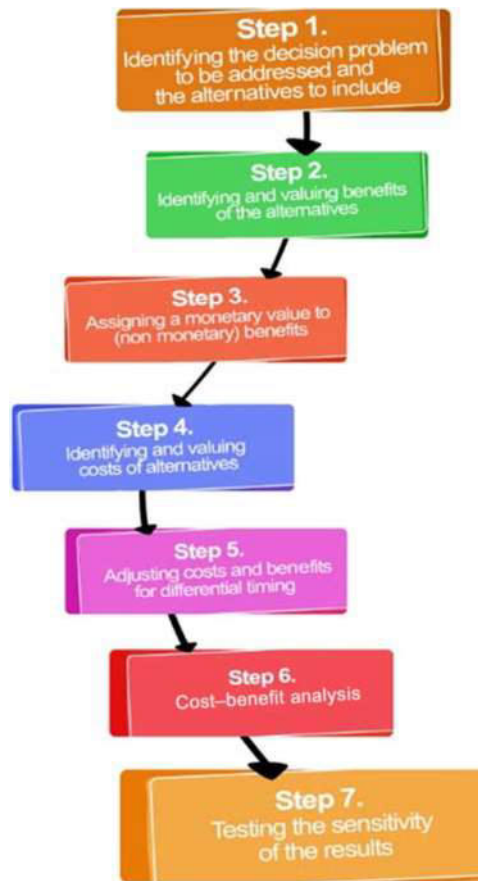 Step 1.
Identifying the decision problem
to be addressed and
the alternatives to include
Step 2.
Identifying and valuing benefits
of the alternatives
Step 3.
Assigning a monetary value to
(non monetary) benefits
Step 4.
Identifying and valuing
costs of alternatives
Step 5.
Adjusting costs and benefits
for differential timing
Step 6.
Cost–benefit analysis
Step 7.
Testing the sensitivity
of the results